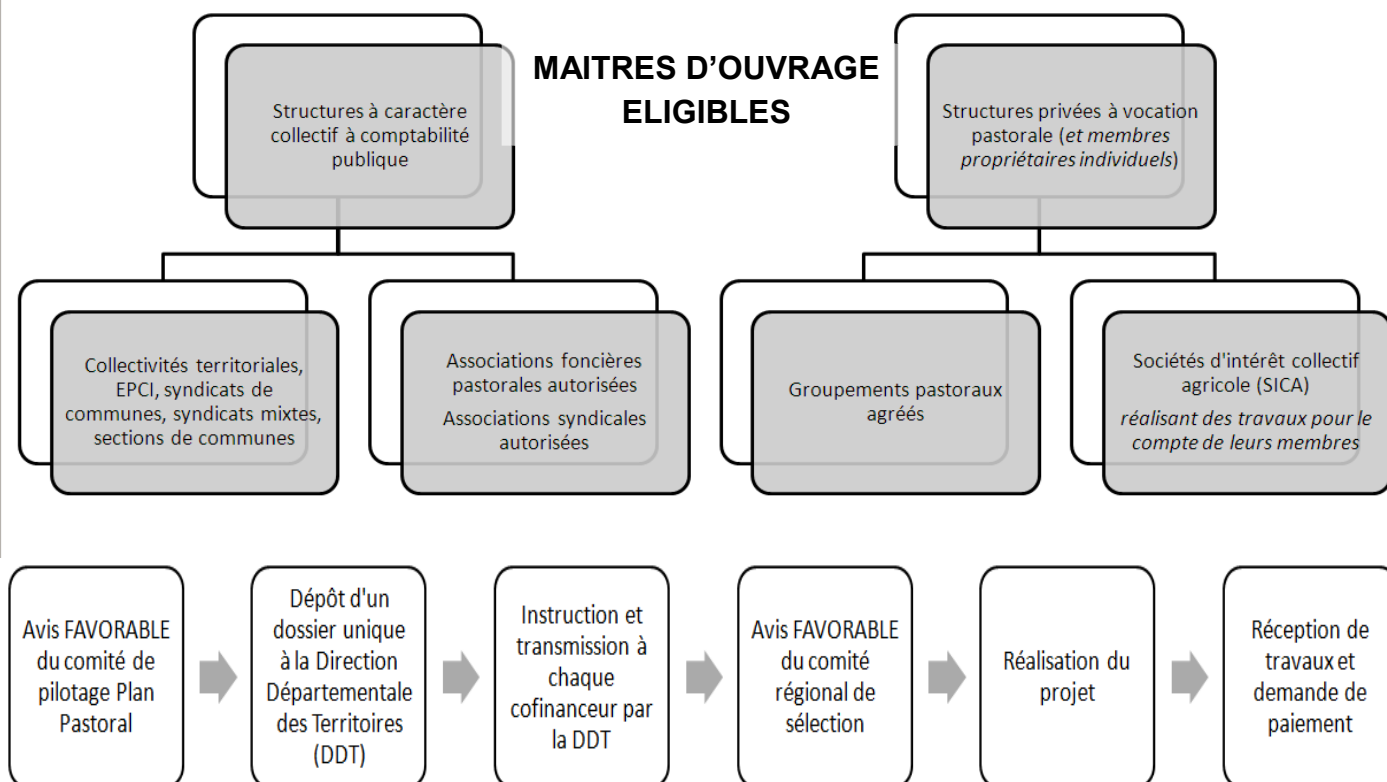 MAITRES D'OUVRAGE
ELIGIBLES
Structures à caractère
collectif à comptabilité
publique
Structures privées à vocation
pastorale (et membres
propriétaires individuels)
Collectivités territoriales,
EPCI, syndicats de
communes, syndicats mixtes,
sections de communes
Associations foncières
pastorales autorisées
Associations syndicales
autorisées
Groupements pastoraux
agréés
Sociétés d'intérêt collectif
agricole (SICA)
réalisant des travaux pour le
compte de leurs membres
Avis FAVORABLE
du comité de
pilotage Plan
Pastoral
Dépôt d'un
dossier unique
à la Direction
Départementale
des Territoires
(DDT)
Instruction et
transmission à
chaque
cofinanceur par
la DDT
Avis FAVORABLE
du comité
régional de
sélection
Réalisation du
projet
Réception de
travaux et
demande de
paiement